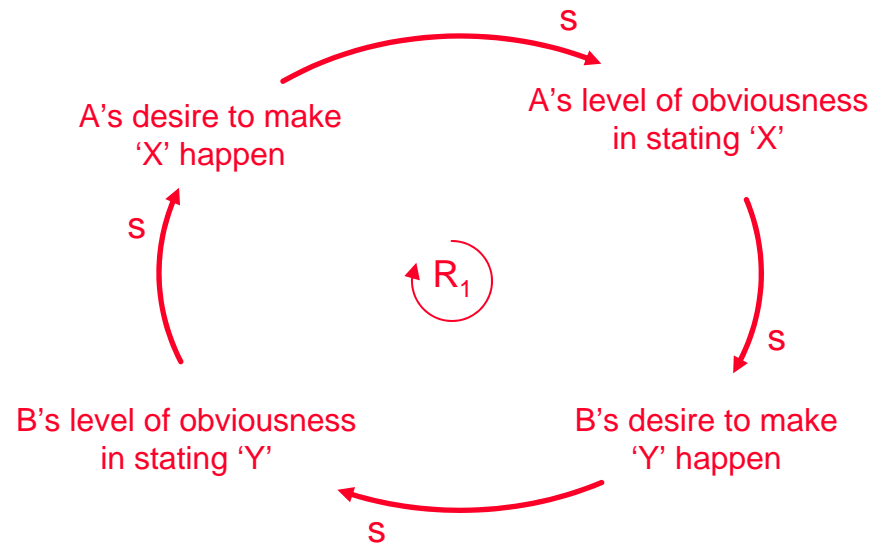 s
A’s desire to make
‘X’ happen
A’s level of obviousness
in stating ‘X’
s
R₁
s
B’s level of obviousness
in stating ‘Y’
B’s desire to make
‘Y’ happen
s